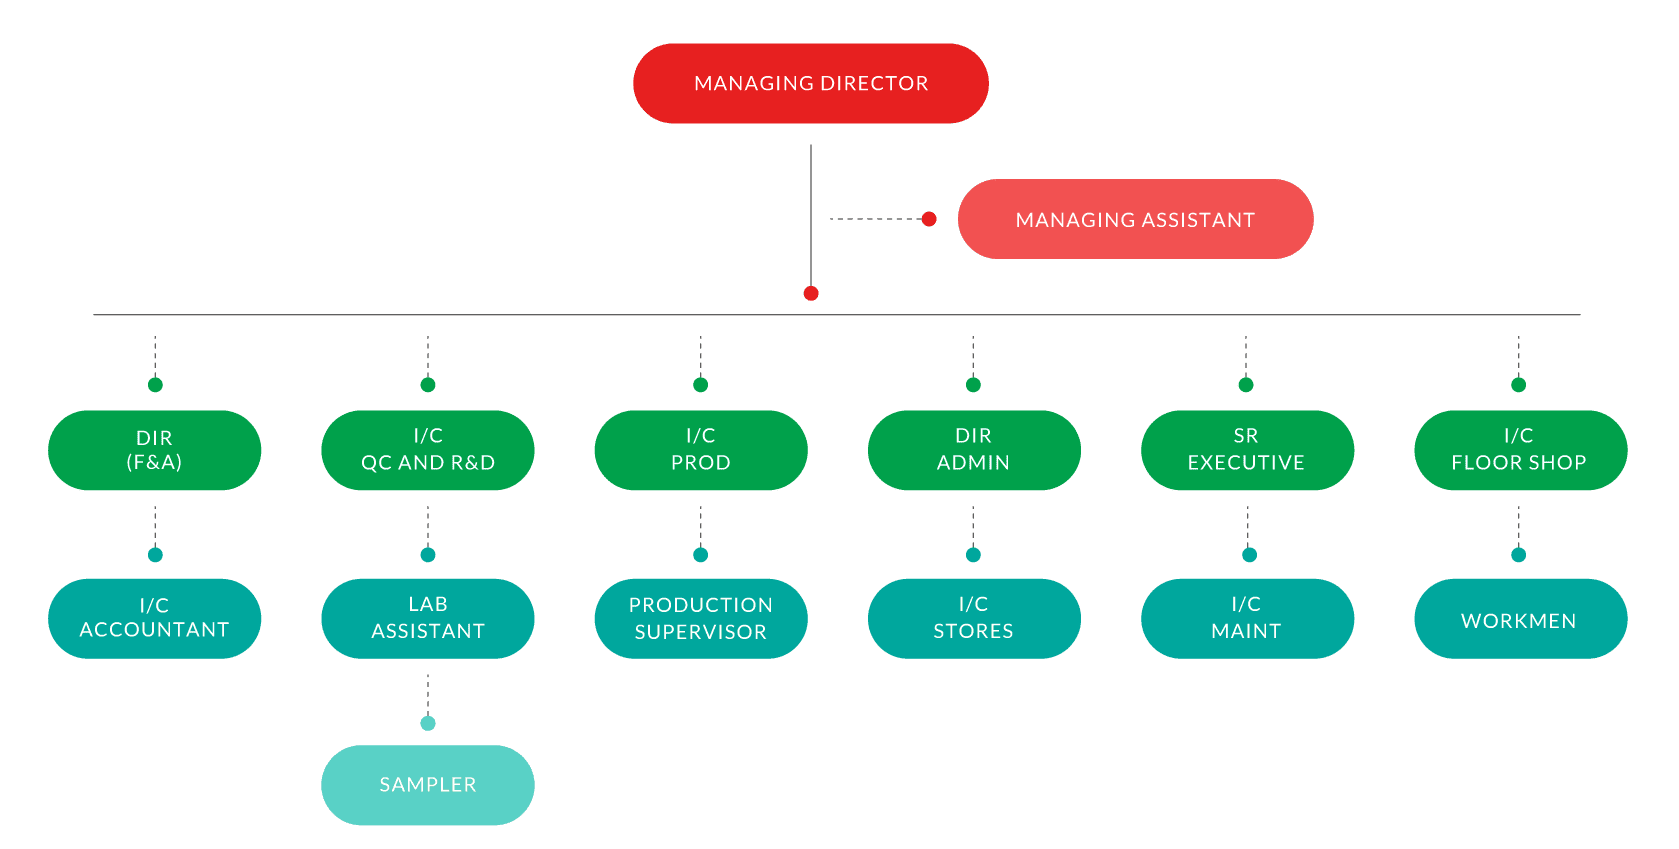 MANAGING DIRECTOR
MANAGING ASSISTANT
DIR
(F&A)
I/C
QC AND R&D
I/C
PROD
DIR
ADMIN
SR
EXECUTIVE
I/C
FLOOR SHOP
I/C
ACCOUNTANT
LAB
ASSISTANT
PRODUCTION
SUPERVISOR
I/C
STORES
I/C
MAINT
WORKMEN
SAMPLER